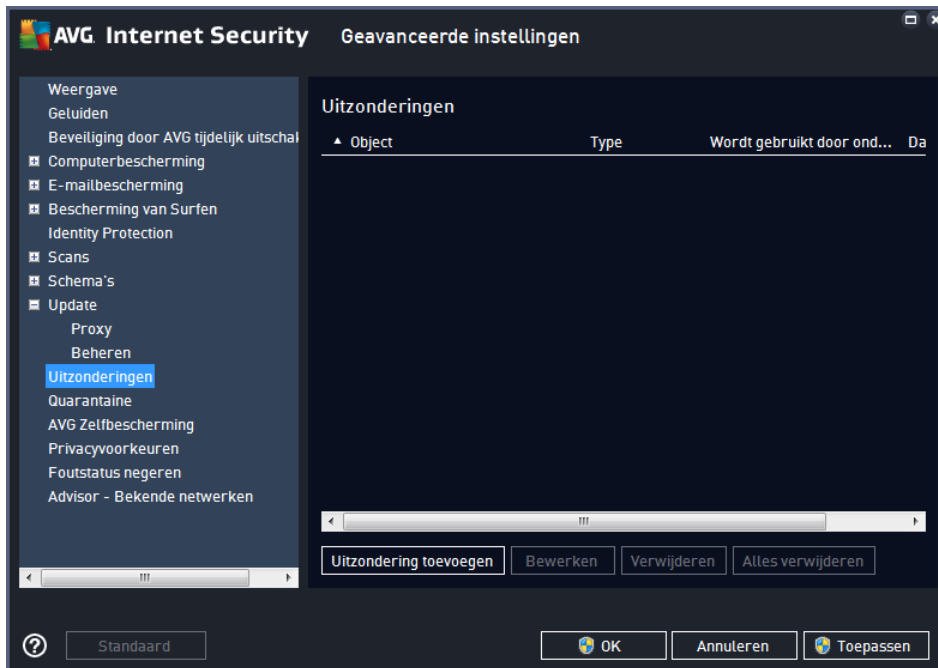 AVG. Internet Security Geavanceerde instellingen
Weergave
Geluiden
Beveiliging door AVG tijdelijk uitschal
Computerbescherming
E-mailbescherming
Bescherming van Surfen
Identity Protection
Scans
Schema's
Update
Proxy
Beheren
Uitzonderingen
Quarantaine
AVG Zelfbescherming
Privacyvoorkeuren
Foutstatus negeren
Advisor - Bekende netwerken
Uitzonderingen
Object Type Wordt gebruikt door ond... Da
Uitzondering toevoegen Bewerken Verwijderen Alles verwijderen
? Standaard OK Annuleren Toepassen